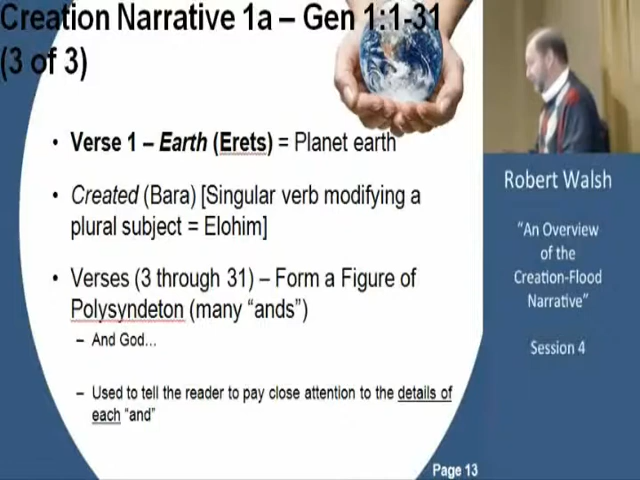 Creation Narrative 1a – Gen 1:1-31
(3 of 3)
• Verse 1 – Earth (Erets) = Planet earth
• Created (Bara) [Singular verb modifying a
plural subject = Elohim]
• Verses (3 through 31) – Form a Figure of
Polysyndeton (many “ands”)
– And God…
– Used to tell the reader to pay close attention to the details of
each “and”
Page 13
Robert Walsh
“An Overview
of the
Creation-Flood
Narrative”
Session 4